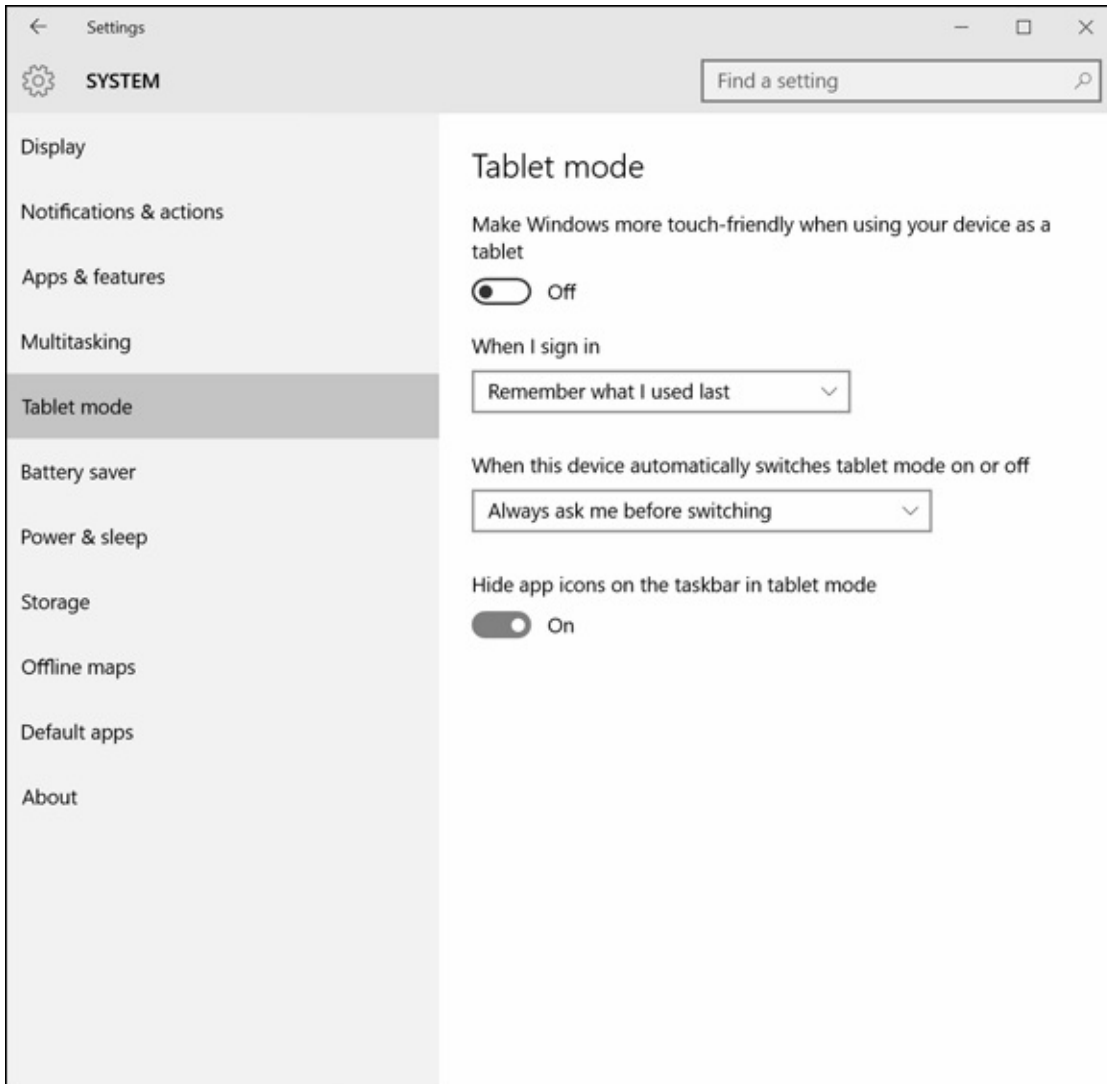 Settings
SYSTEM
Find a setting
Display
Notifications & actions
Apps & features
Multitasking
Tablet mode
Battery saver
Power & sleep
Storage
Offline maps
Default apps
About
Tablet mode
Make Windows more touch-friendly when using your device as a
tablet
Off
When I sign in
Remember what I used last
When this device automatically switches tablet mode on or off
Always ask me before switching
Hide app icons on the taskbar in tablet mode
On